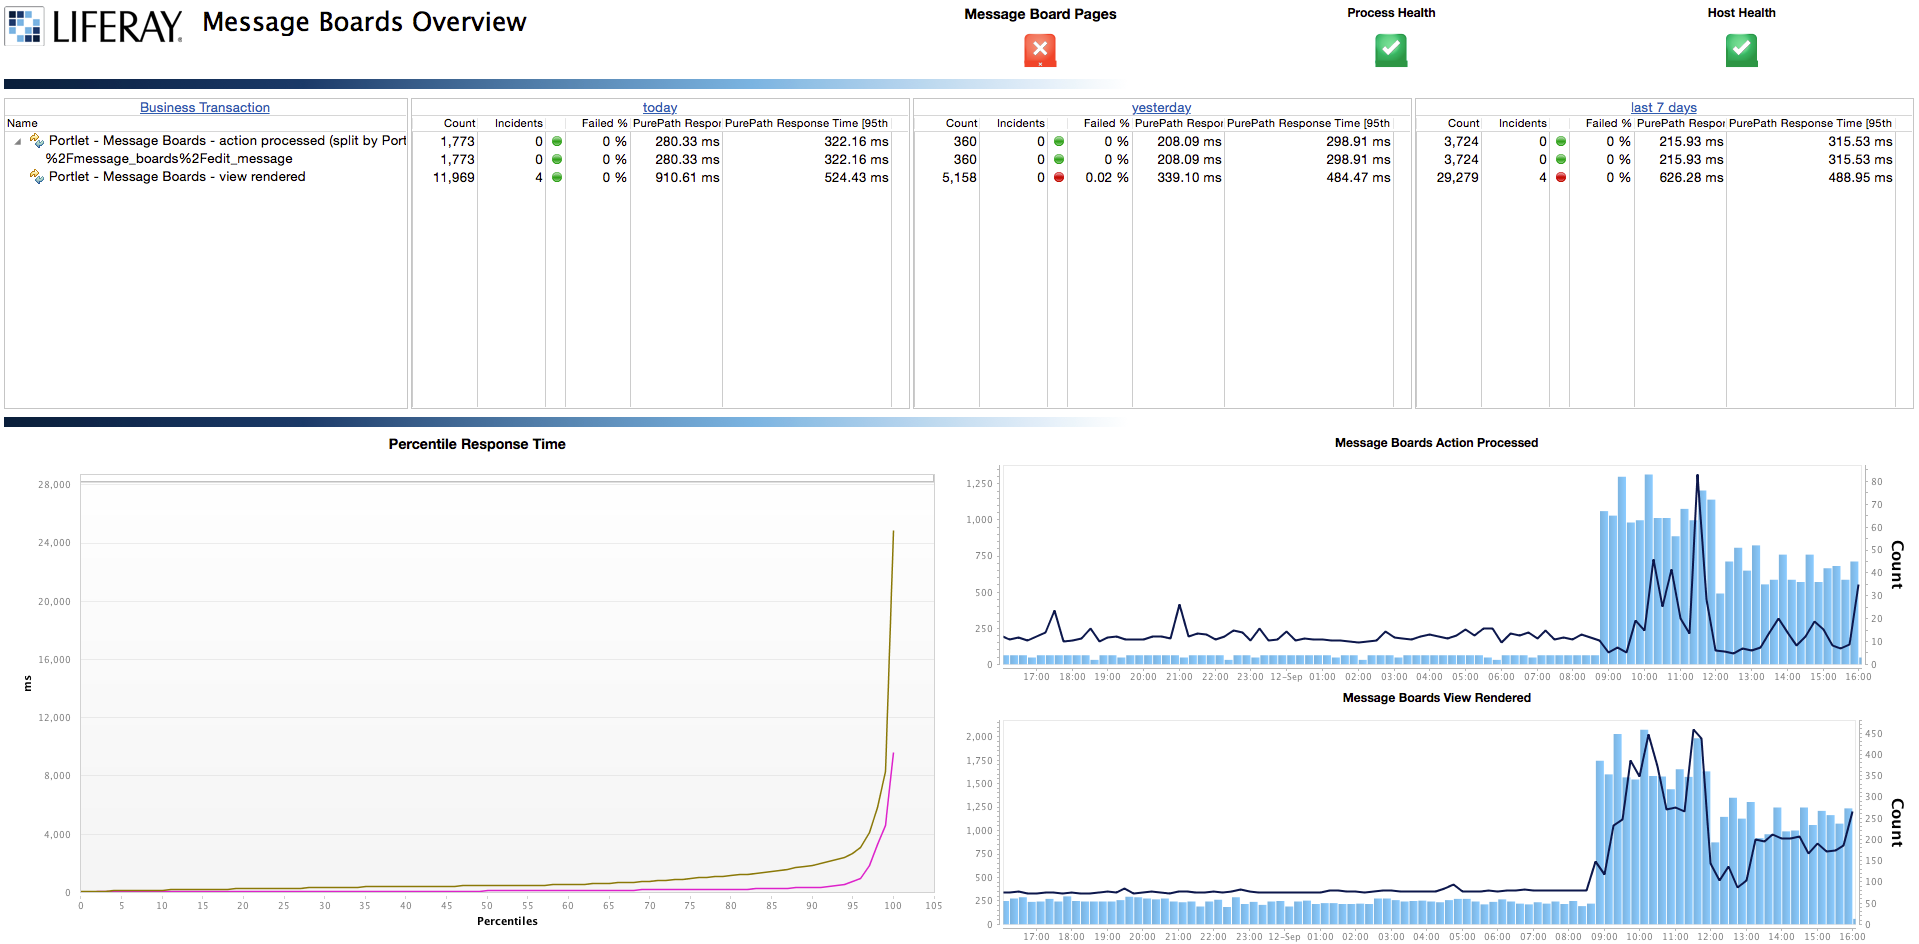 LIFERAY. Message Boards Overview
Message Board Pages
Process Health
Host Health
Business Transaction
today
yesterday
last 7 days
Name
Count Incidents Failed % PurePath Respor PurePath Response Time [95th
Count Incidents Failed % PurePath Respor PurePath Response Time [95th
Count Incidents Failed % PurePath Respor PurePath Response Time [95th
Portlet - Message Boards - action processed (split by Port 1,773 0 0 % 280.33 ms 322.16 ms 360 0 0 % 208.09 ms 298.91 ms 3,724 0 0 % 215.93 ms 315.53 ms
%2Fmessage_boards%2Fedit_message 1,773 0 0 % 280.33 ms 322.16 ms 360 0 0 % 208.09 ms 298.91 ms 3,724 0 0 % 215.93 ms 315.53 ms
Portlet - Message Boards - view rendered 11,969 4 0 % 910.61 ms 524.43 ms 5,158 0 0.02 % 339.10 ms 484.47 ms 29,279 4 0 % 626.28 ms 488.95 ms
Percentile Response Time
28,000
24,000
20,000
16,000
12,000
8,000
4,000
0
ms
0 5 10 15 20 25 30 35 40 45 50 55 60 65 70 75 80 85 90 95 100 105
Percentiles
Message Boards Action Processed
1,250
1,000
750
500
250
0
80
70
60
50
40
30
20
10
0
Count
17:00 18:00 19:00 20:00 21:00 22:00 23:00 12-Sep 01:00 02:00 03:00 04:00 05:00 06:00 07:00 08:00 09:00 10:00 11:00 12:00 13:00 14:00 15:00 16:00
Message Boards View Rendered
2,000
1,750
1,500
1,250
1,000
750
500
250
0
450
400
350
300
250
200
150
100
50
0
Count
17:00 18:00 19:00 20:00 21:00 22:00 23:00 12-Sep 01:00 02:00 03:00 04:00 05:00 06:00 07:00 08:00 09:00 10:00 11:00 12:00 13:00 14:00 15:00 16:00